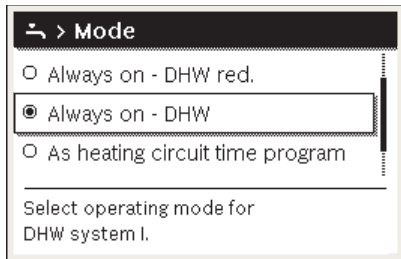 > Mode
Always on - DHW red.
Always on - DHW
As heating circuit time program
Select operating mode for
DHW system I.